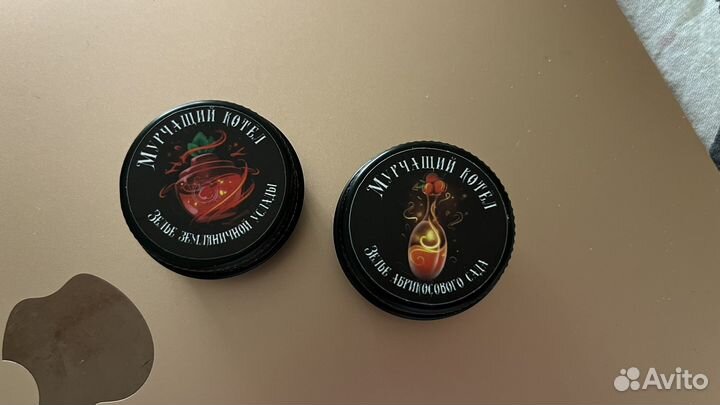 Мурчащий котел
Зелье земляничной услады
Мурчащий котел
Зелье абрикосового сада
Avito